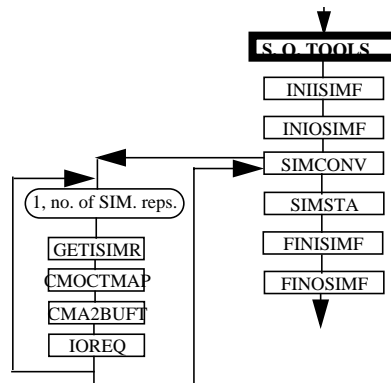 S. O. TOOLS
INIISIMF
INIOSIMF
SIMCONV
SIMSTA
FINISIMF
FINOSIMF
1, no. of SIM. reps.
GETISIMR
CMOCTMAP
CMA2BUFT
IOREQ